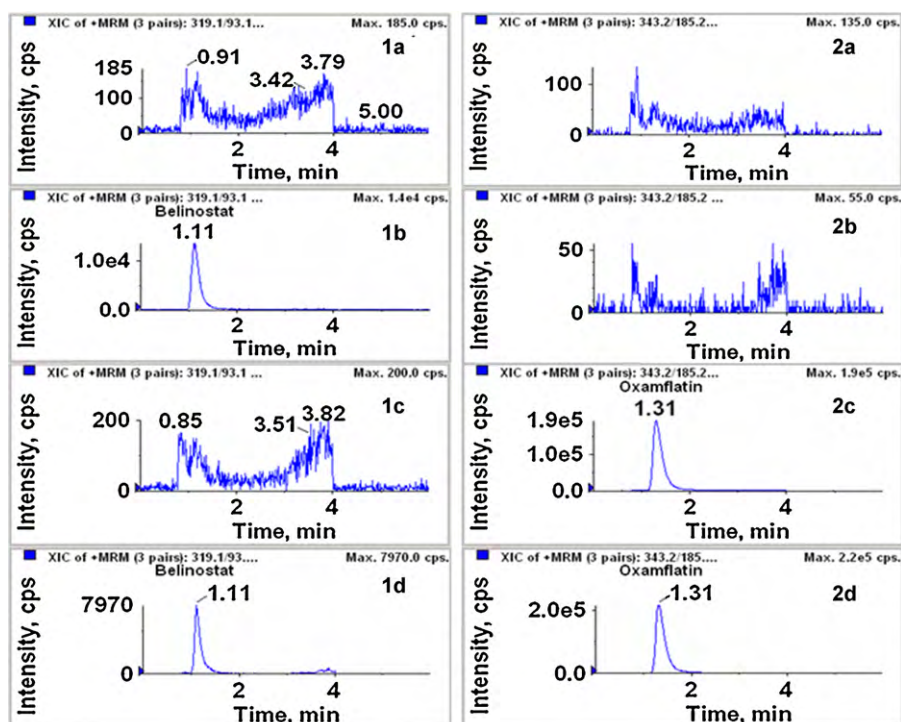 XIC of +MRM (3 pairs): 319.1/93.1 ... Max. 185.0 cps.
1a
Intensity, cps
185
100
0
0.91
3.42
3.79
5.00
2 4
Time, min
XIC of +MRM (3 pairs): 343.2/185.2 ... Max. 135.0 cps.
2a
Intensity, cps
100
0
2 4
Time, min
XIC of +MRM (3 pairs): 319.1/93.1 ... Max. 1.4e4 cps.
Belinostat
1.11
1b
Intensity, cps
1.0e4
0.0
2 4
Time, min
XIC of +MRM (3 pairs): 343.2/185.2 ... Max. 55.0 cps.
2b
Intensity, cps
50
0
2 4
Time, min
XIC of +MRM (3 pairs): 319.1/93.1 ... Max. 200.0 cps.
1c
Intensity, cps
200
0
0.85
3.51
3.82
2 4
Time, min
XIC of +MRM (3 pairs): 343.2/185.2... Max. 1.9e5 cps.
Oxamflatin
1.31
2c
Intensity, cps
1.9e5
1.0e5
0.0
2 4
Time, min
XIC of +MRM (3 pairs): 319.1/93.... Max. 7970.0 cps.
Belinostat
1.11
1d
Intensity, cps
7970
0
2 4
Time, min
XIC of +MRM (3 pairs): 343.2/185... Max. 2.2e5 cps.
Oxamflatin
1.31
2d
Intensity, cps
2.0e5
0.0
2 4
Time, min